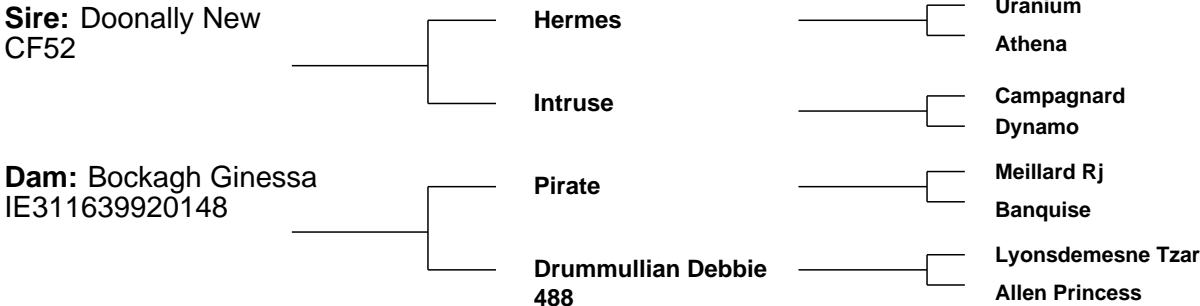 Uranium
Sire: Doonally New
CF52
Hermes
Athena
Intruse
Campagnard
Dynamo
Dam: Bockagh Ginessa
IE311639920148
Pirate
Meillard Rj
Banquise
Drummullian Debbie
488
Lyonsdemesne Tzar
Allen Princess